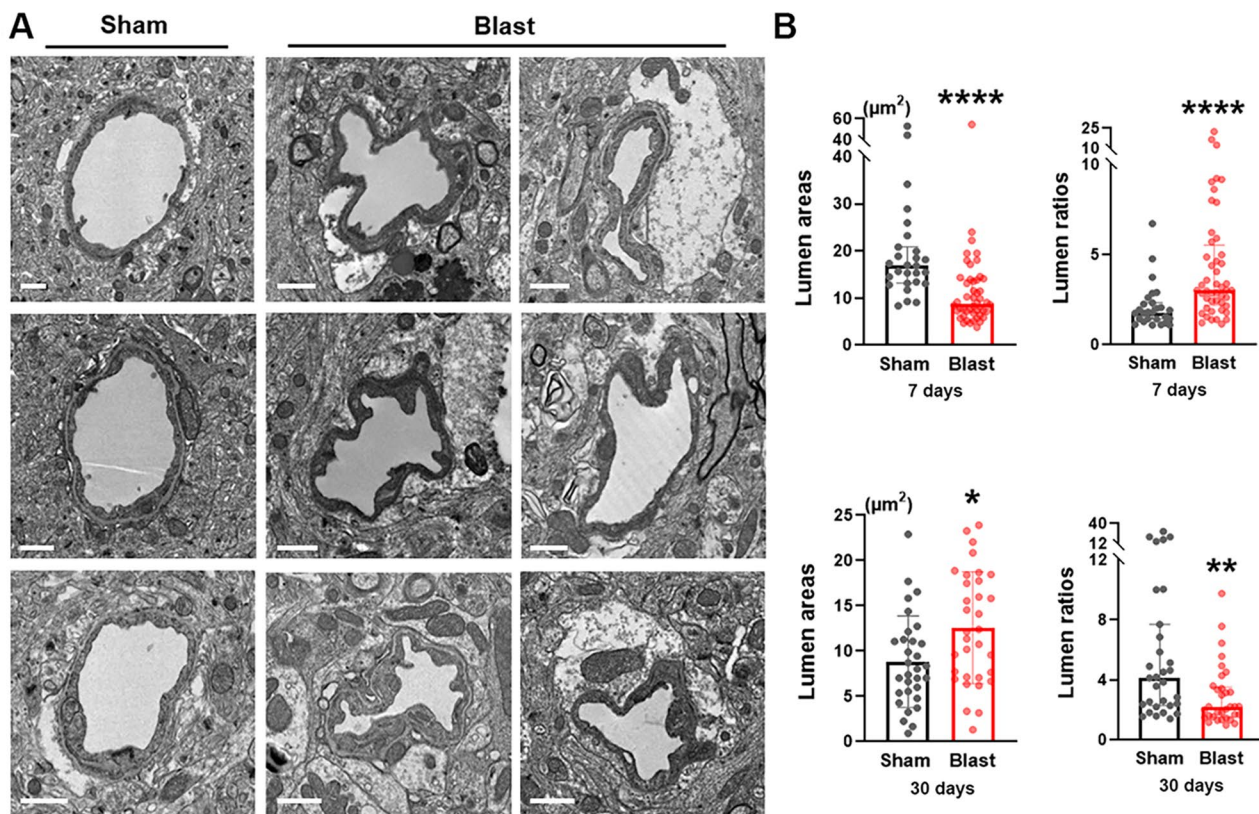 A
Sham
Blast
B
(µm²)
****
60
40
40
30
20
10
0
Lumen areas
Sham
Blast
7 days
****
25
10
10
5
0
Lumen ratios
Sham
Blast
7 days
(µm²)
*
25
20
15
10
5
0
Lumen areas
Sham
Blast
30 days
**
40
12
12
8
4
0
Lumen ratios
Sham
Blast
30 days